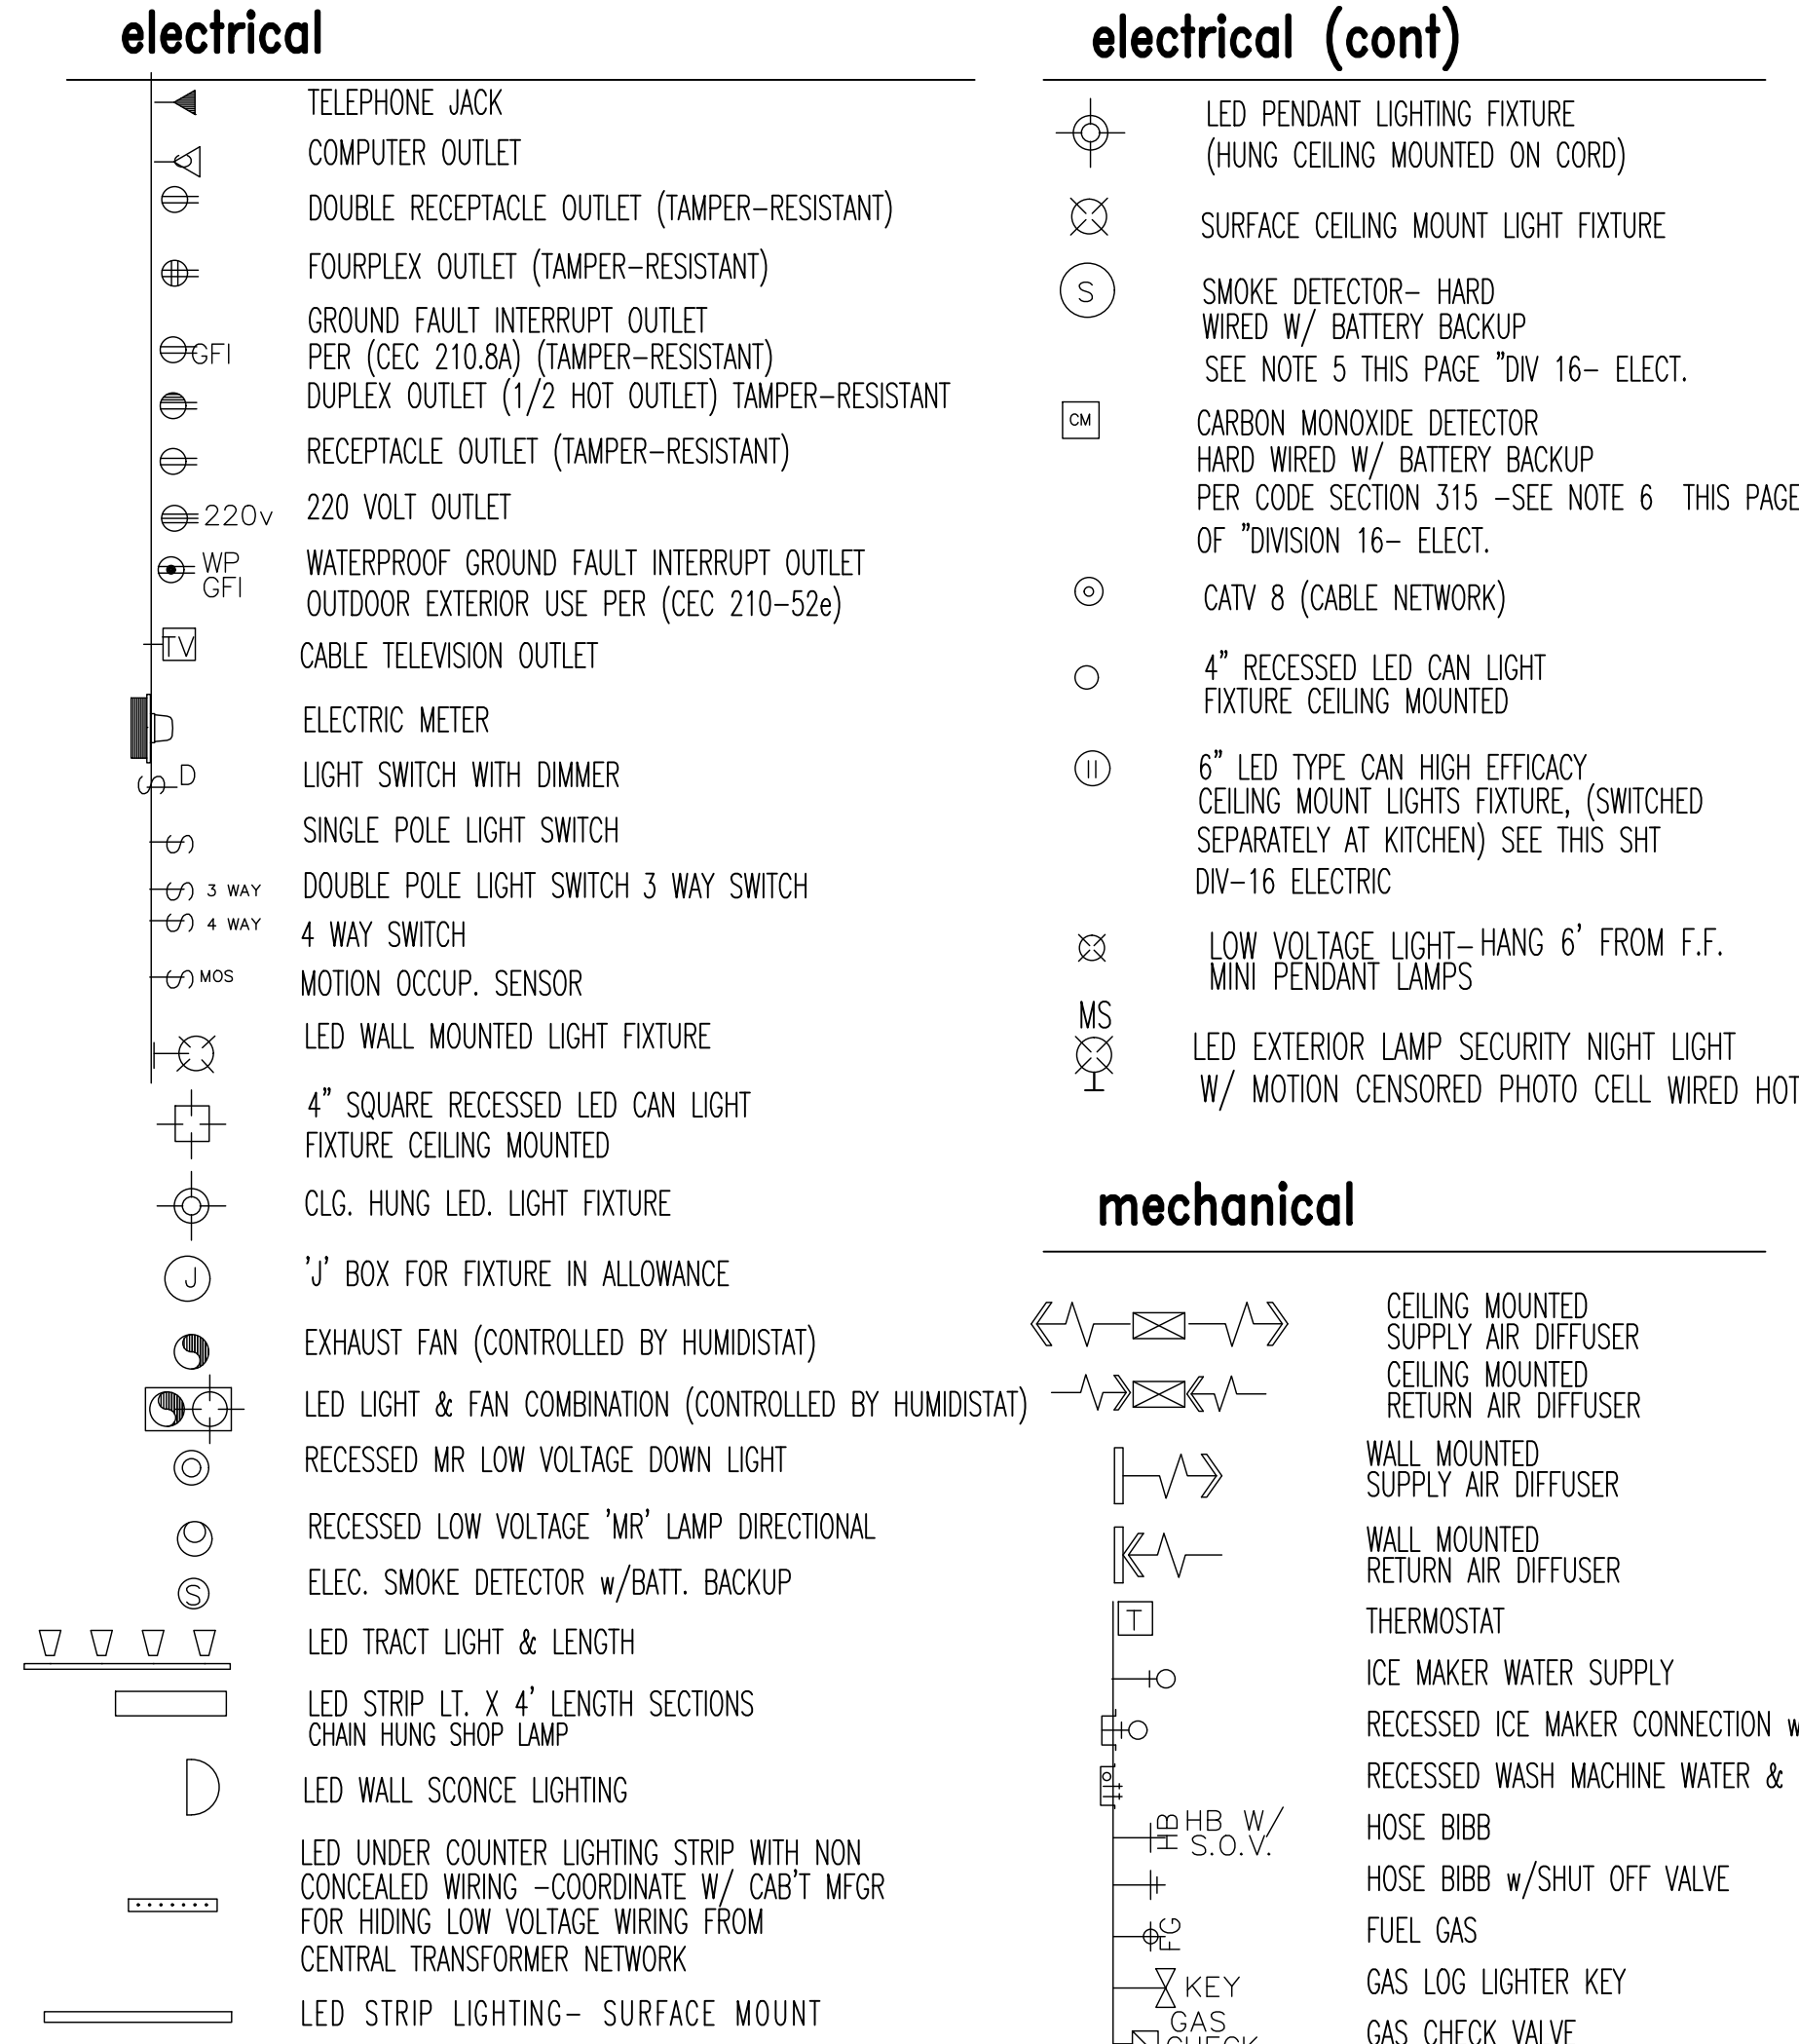 electrical
TELEPHONE JACK
COMPUTER OUTLET
DOUBLE RECEPTACLE OUTLET (TAMPER-RESISTANT)
FOURPLEX OUTLET (TAMPER-RESISTANT)
GROUND FAULT INTERRUPT OUTLET
GFI PER (CEC 210.8A) (TAMPER-RESISTANT)
DUPLEX OUTLET (1/2 HOT OUTLET) TAMPER-RESISTANT
RECEPTACLE OUTLET (TAMPER-RESISTANT)
220v 220 VOLT OUTLET
WP WATERPROOF GROUND FAULT INTERRUPT OUTLET
GFI OUTDOOR EXTERIOR USE PER (CEC 210-52e)
TV CABLE TELEVISION OUTLET
ELECTRIC METER
S D LIGHT SWITCH WITH DIMMER
S SINGLE POLE LIGHT SWITCH
S 3 WAY DOUBLE POLE LIGHT SWITCH 3 WAY SWITCH
S 4 WAY 4 WAY SWITCH
S MOS MOTION OCCUP. SENSOR
LED WALL MOUNTED LIGHT FIXTURE
4" SQUARE RECESSED LED CAN LIGHT
FIXTURE CEILING MOUNTED
CLG. HUNG LED. LIGHT FIXTURE
J 'J' BOX FOR FIXTURE IN ALLOWANCE
EXHAUST FAN (CONTROLLED BY HUMIDISTAT)
LED LIGHT & FAN COMBINATION (CONTROLLED BY HUMIDISTAT)
RECESSED MR LOW VOLTAGE DOWN LIGHT
RECESSED LOW VOLTAGE 'MR' LAMP DIRECTIONAL
S ELEC. SMOKE DETECTOR w/BATT. BACKUP
LED TRACT LIGHT & LENGTH
LED STRIP LT. X 4' LENGTH SECTIONS
CHAIN HUNG SHOP LAMP
LED WALL SCONCE LIGHTING
LED UNDER COUNTER LIGHTING STRIP WITH NON
CONCEALED WIRING -COORDINATE W/ CAB'T MFGR
FOR HIDING LOW VOLTAGE WIRING FROM
CENTRAL TRANSFORMER NETWORK
LED STRIP LIGHTING- SURFACE MOUNT
electrical (cont)
LED PENDANT LIGHTING FIXTURE
(HUNG CEILING MOUNTED ON CORD)
SURFACE CEILING MOUNT LIGHT FIXTURE
S SMOKE DETECTOR- HARD
WIRED W/ BATTERY BACKUP
SEE NOTE 5 THIS PAGE "DIV 16- ELECT.
CM CARBON MONOXIDE DETECTOR
HARD WIRED W/ BATTERY BACKUP
PER CODE SECTION 315 -SEE NOTE 6 THIS PAGE
OF "DIVISION 16- ELECT.
CATV 8 (CABLE NETWORK)
4" RECESSED LED CAN LIGHT
FIXTURE CEILING MOUNTED
6" LED TYPE CAN HIGH EFFICACY
CEILING MOUNT LIGHTS FIXTURE, (SWITCHED
SEPARATELY AT KITCHEN) SEE THIS SHT
DIV-16 ELECTRIC
LOW VOLTAGE LIGHT- HANG 6' FROM F.F.
MINI PENDANT LAMPS
MS
LED EXTERIOR LAMP SECURITY NIGHT LIGHT
W/ MOTION CENSORED PHOTO CELL WIRED HOT
mechanical
CEILING MOUNTED
SUPPLY AIR DIFFUSER
CEILING MOUNTED
RETURN AIR DIFFUSER
WALL MOUNTED
SUPPLY AIR DIFFUSER
WALL MOUNTED
RETURN AIR DIFFUSER
T THERMOSTAT
ICE MAKER WATER SUPPLY
RECESSED ICE MAKER CONNECTION w
RECESSED WASH MACHINE WATER &
HB HB W/ HOSE BIBB
S.O.V.
HOSE BIBB w/SHUT OFF VALVE
FG FUEL GAS
KEY GAS LOG LIGHTER KEY
GAS
CHECK GAS CHECK VALVE